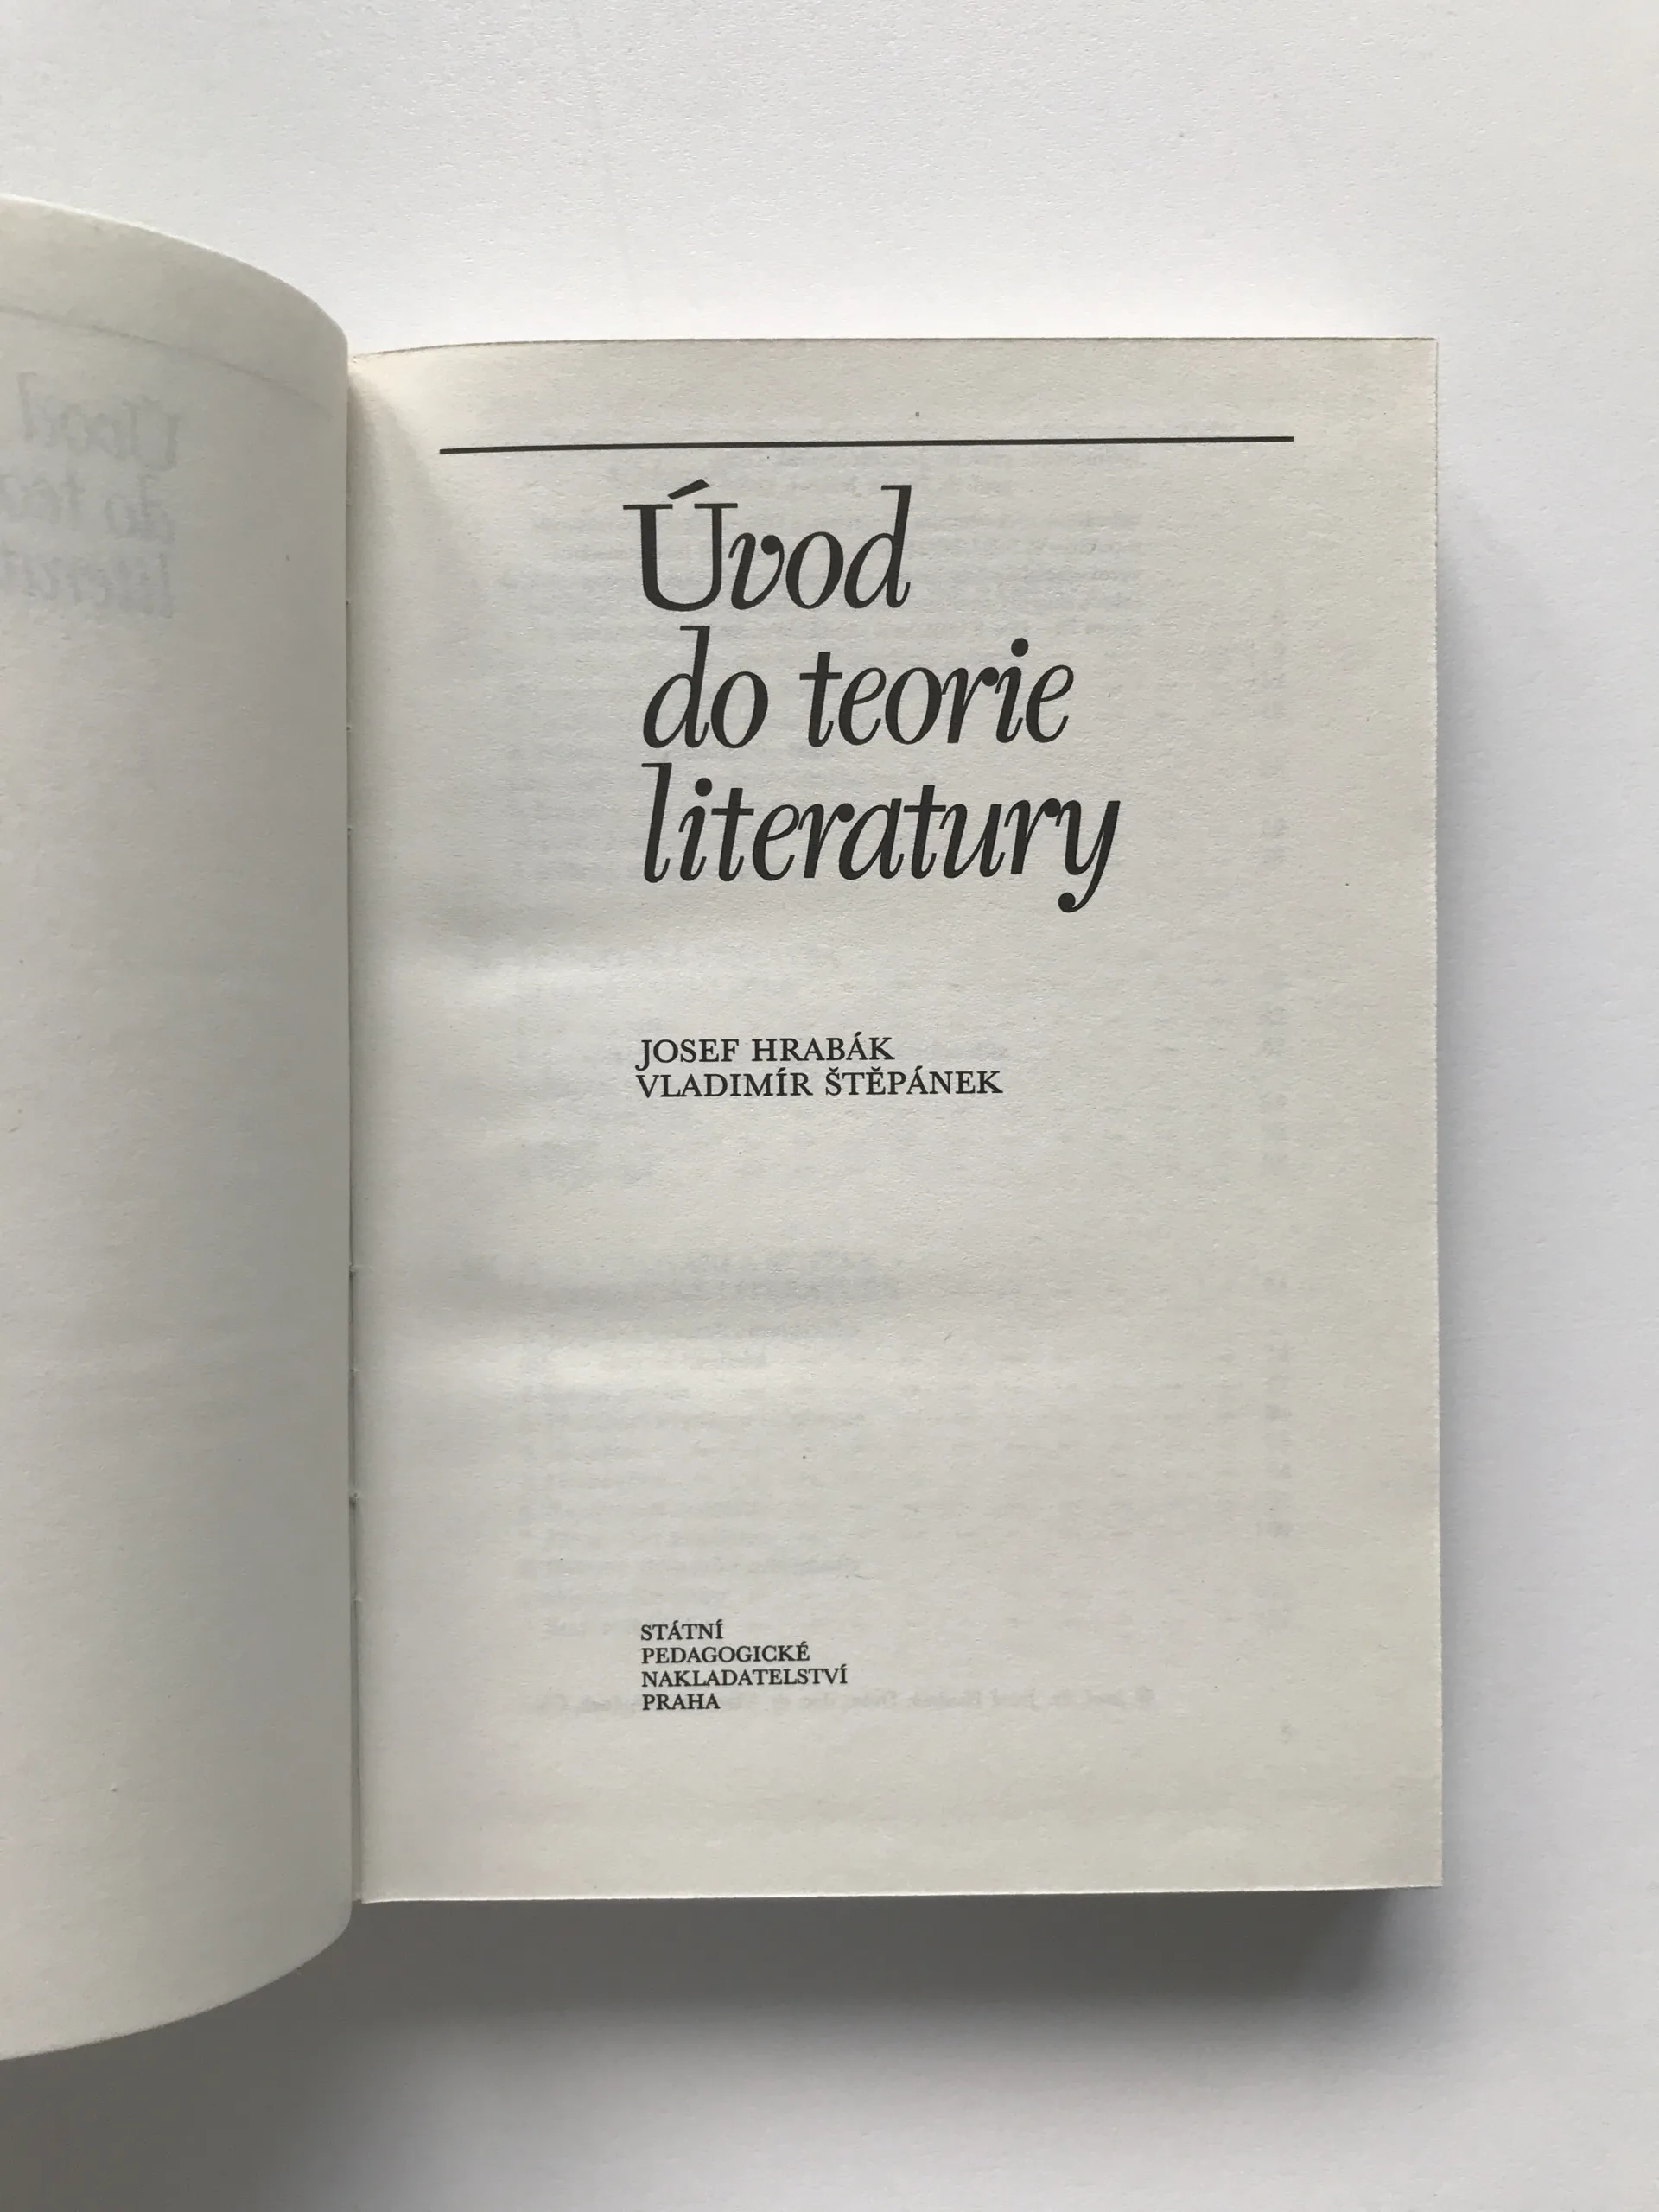 Úvod
do teorie
literatury
JOSEF HRABÁK
VLADIMÍR ŠTĚPÁNEK
STÁTNÍ
PEDAGOGICKÉ
NAKLADATELSTVÍ
PRAHA